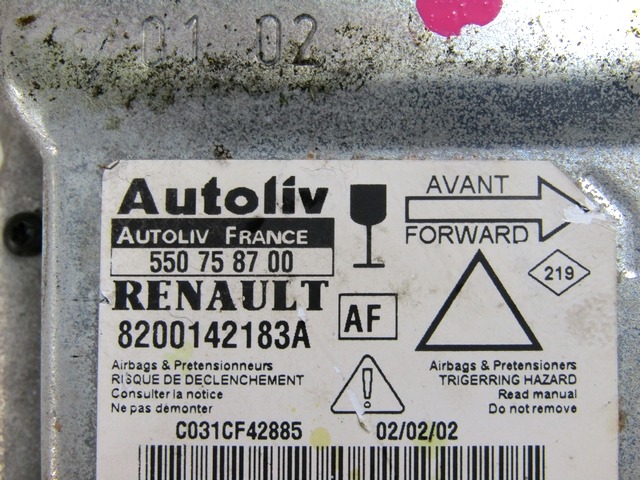 01 02
Autoliv
AUTOLIV FRANCE
550 75 87 00
RENAULT
8200142183A
AF
AVANT
FORWARD
219
Airbags & Pretensionneurs
RISQUE DE DECLENCHEMENT
Consulter la notice
Ne pas démonter
Airbags & Pretensioners
TRIGERRING HAZARD
Read manual
Do not remove
C031CF42885 02/02/02